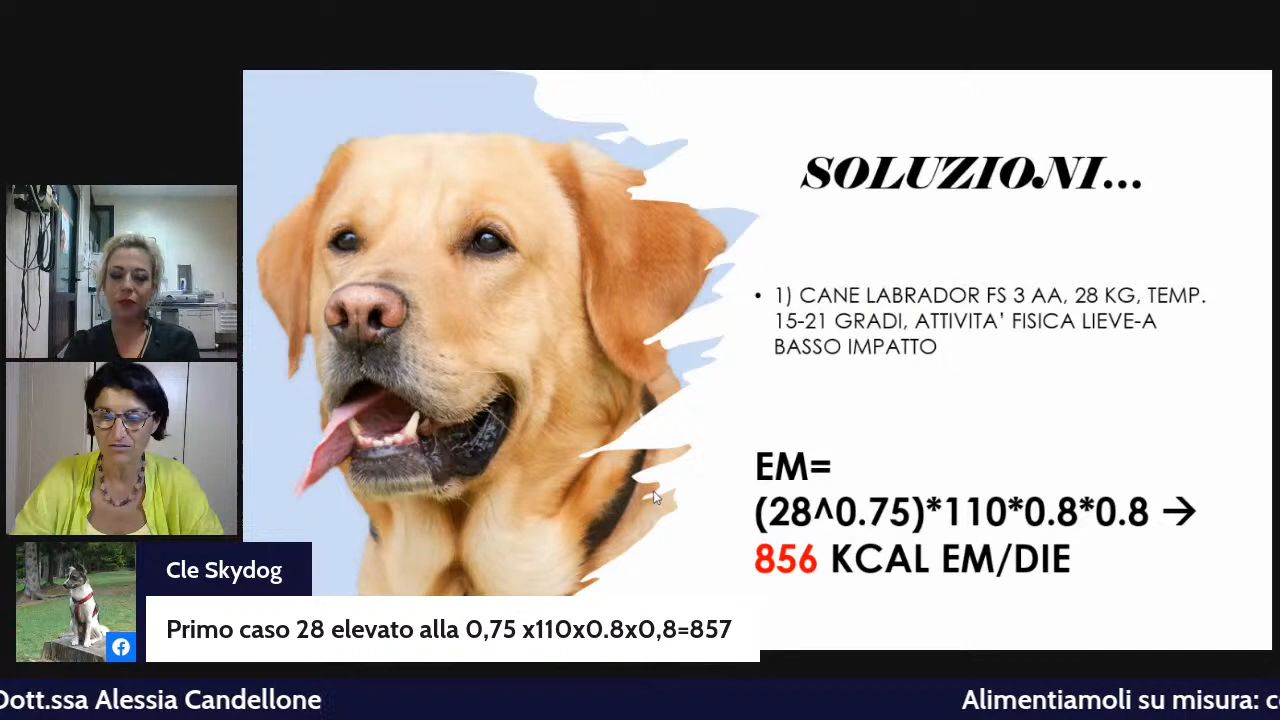 SOLUZIONI...
• 1) CANE LABRADOR FS 3 AA, 28 KG, TEMP.
15-21 GRADI, ATTIVITA' FISICA LIEVE-A
BASSO IMPATTO
EM=
(28^0.75)*110*0.8*0.8 →
856 KCAL EM/DIE
Cle Skydog
Primo caso 28 elevato alla 0,75 x110x0.8x0,8=857
Dott.ssa Alessia Candellone
Alimentiamoli su misura: c